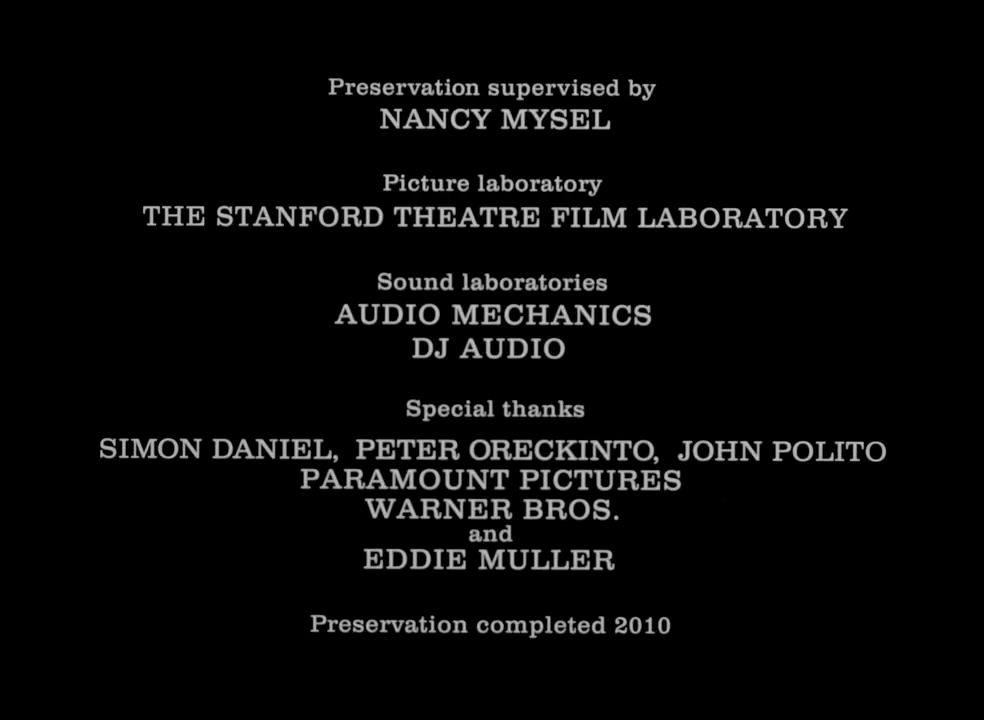 Preservation supervised by
NANCY MYSEL
Picture laboratory
THE STANFORD THEATRE FILM LABORATORY
Sound laboratories
AUDIO MECHANICS
DJ AUDIO
Special thanks
SIMON DANIEL, PETER ORECKINTO, JOHN POLITO
PARAMOUNT PICTURES
WARNER BROS.
and
EDDIE MULLER
Preservation completed 2010